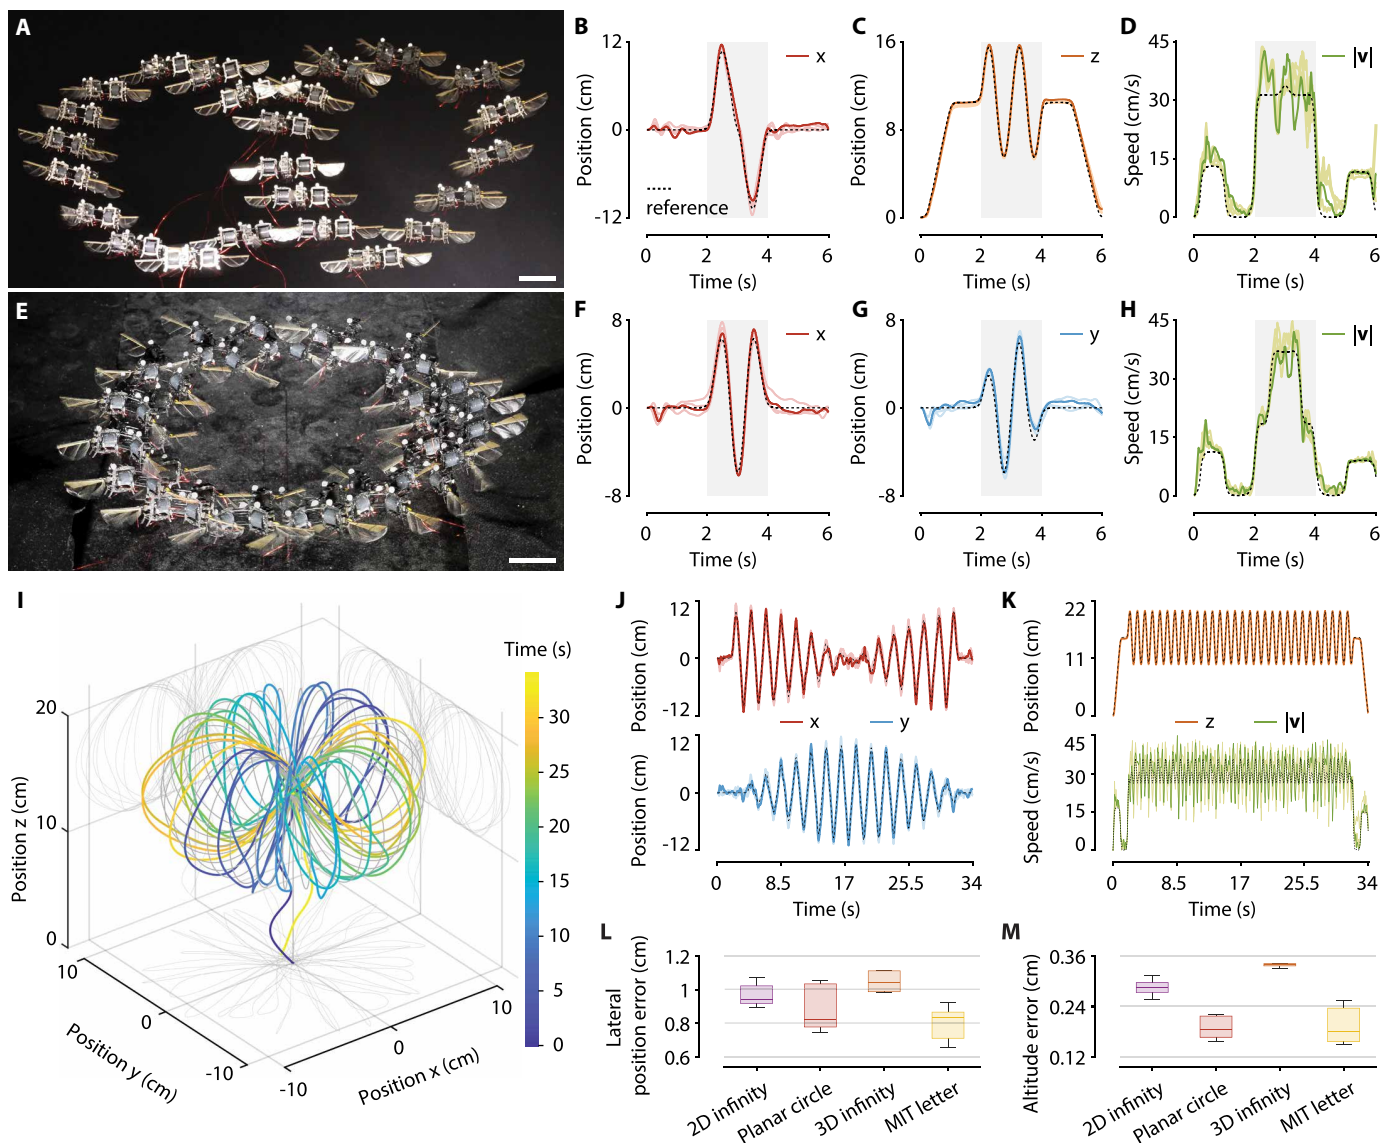 A
B
12
0
-12
Position (cm)
x
reference
0
2
4
6
Time (s)
C
16
8
0
Position (cm)
z
0
2
4
6
Time (s)
D
45
30
15
0
Speed (cm/s)
|v|
0
2
4
6
Time (s)
E
F
8
0
-8
Position (cm)
x
0
2
4
6
Time (s)
G
8
0
-8
Position (cm)
y
0
2
4
6
Time (s)
H
45
30
15
0
Speed (cm/s)
|v|
0
2
4
6
Time (s)
I
Time (s)
30
25
20
15
10
5
0
20
10
0
Position z (cm)
10
0
-10
Position y (cm)
-10
0
10
Position x (cm)
J
12
0
-12
Position (cm)
x
y
12
0
-12
Position (cm)
0
8.5
17
25.5
34
Time (s)
K
22
11
0
Position (cm)
z
|v|
45
30
15
0
Speed (cm/s)
0
8.5
17
25.5
34
Time (s)
L
1.2
1
0.8
0.6
Lateral
position error (cm)
2D infinity
Planar circle
3D infinity
MIT letter
M
0.36
0.24
0.12
Altitude error (cm)
2D infinity
Planar circle
3D infinity
MIT letter